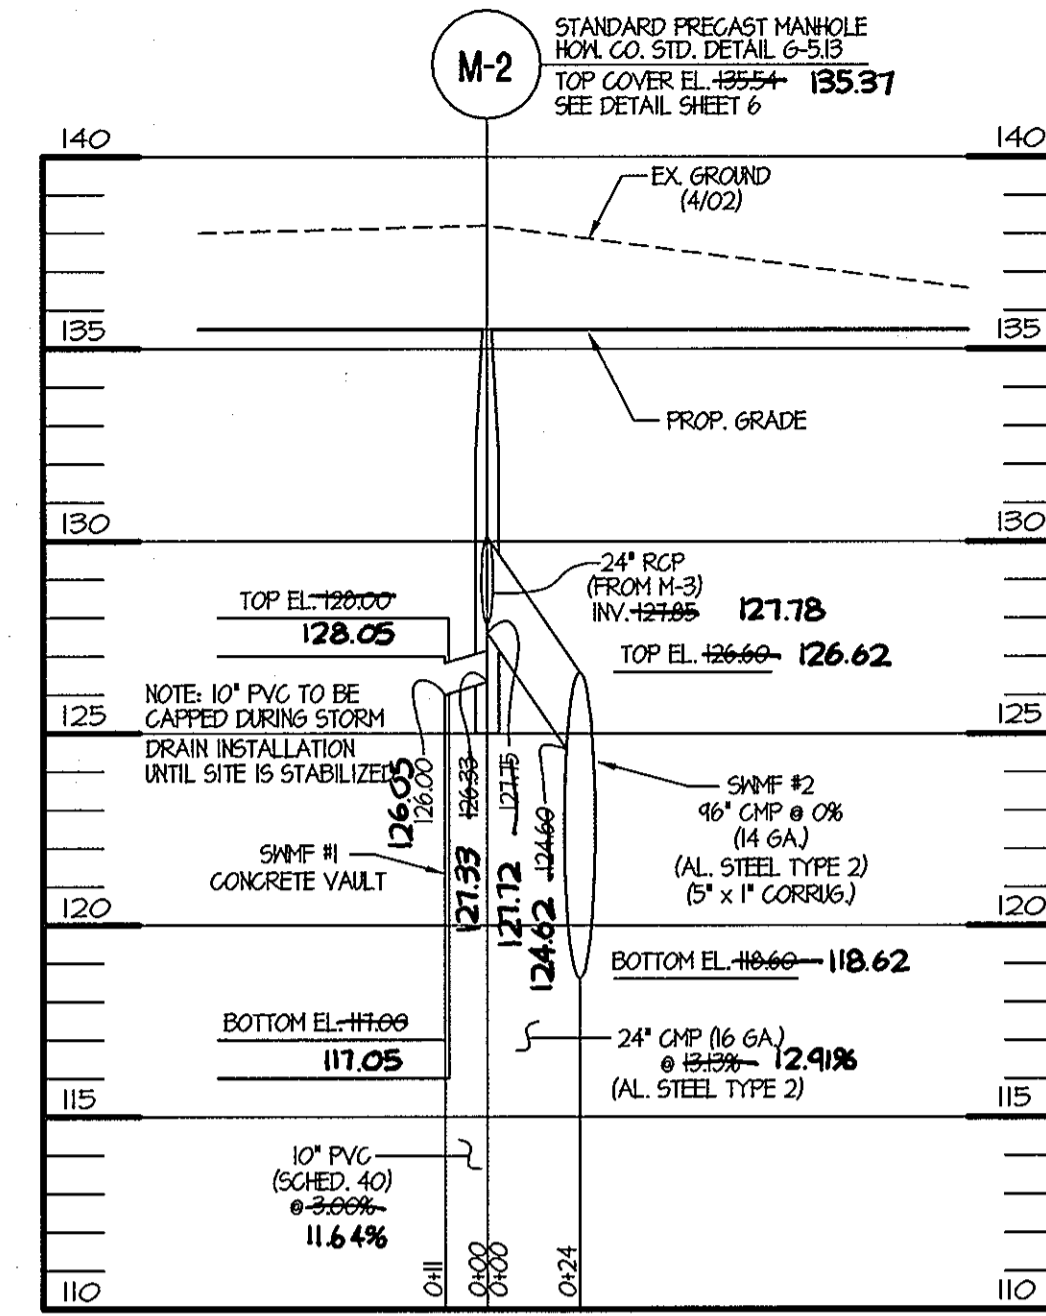 M-2
STANDARD PRECAST MANHOLE
HOW. CO. STD. DETAIL G-5.13
TOP COVER EL. 135.54 135.37
SEE DETAIL SHEET 6
140
140
EX. GROUND
(4/02)
135
135
PROP. GRADE
130
130
24" RCP
(FROM M-3)
INV. 127.85 127.78
TOP EL. 128.00
128.05
TOP EL. 126.60 126.62
NOTE: 10" PVC TO BE
CAPPED DURING STORM
DRAIN INSTALLATION
UNTIL SITE IS STABILIZED
125
125
126.05
126.00
126.33
127.33
127.75
127.72
124.60
124.62
SWMF #2
96" CMP @ 0%
(14 GA.)
(AL. STEEL TYPE 2)
(5" x 1" CORRUG.)
SWMF #1
CONCRETE VAULT
120
120
BOTTOM EL. 118.60 118.62
BOTTOM EL. 117.00
117.05
24" CMP (16 GA.)
@ 13.13% 12.91%
(AL. STEEL TYPE 2)
115
115
10" PVC
(SCHED. 40)
@ 3.00%
11.64%
0+11
0+00
0+00
0+24
110
110